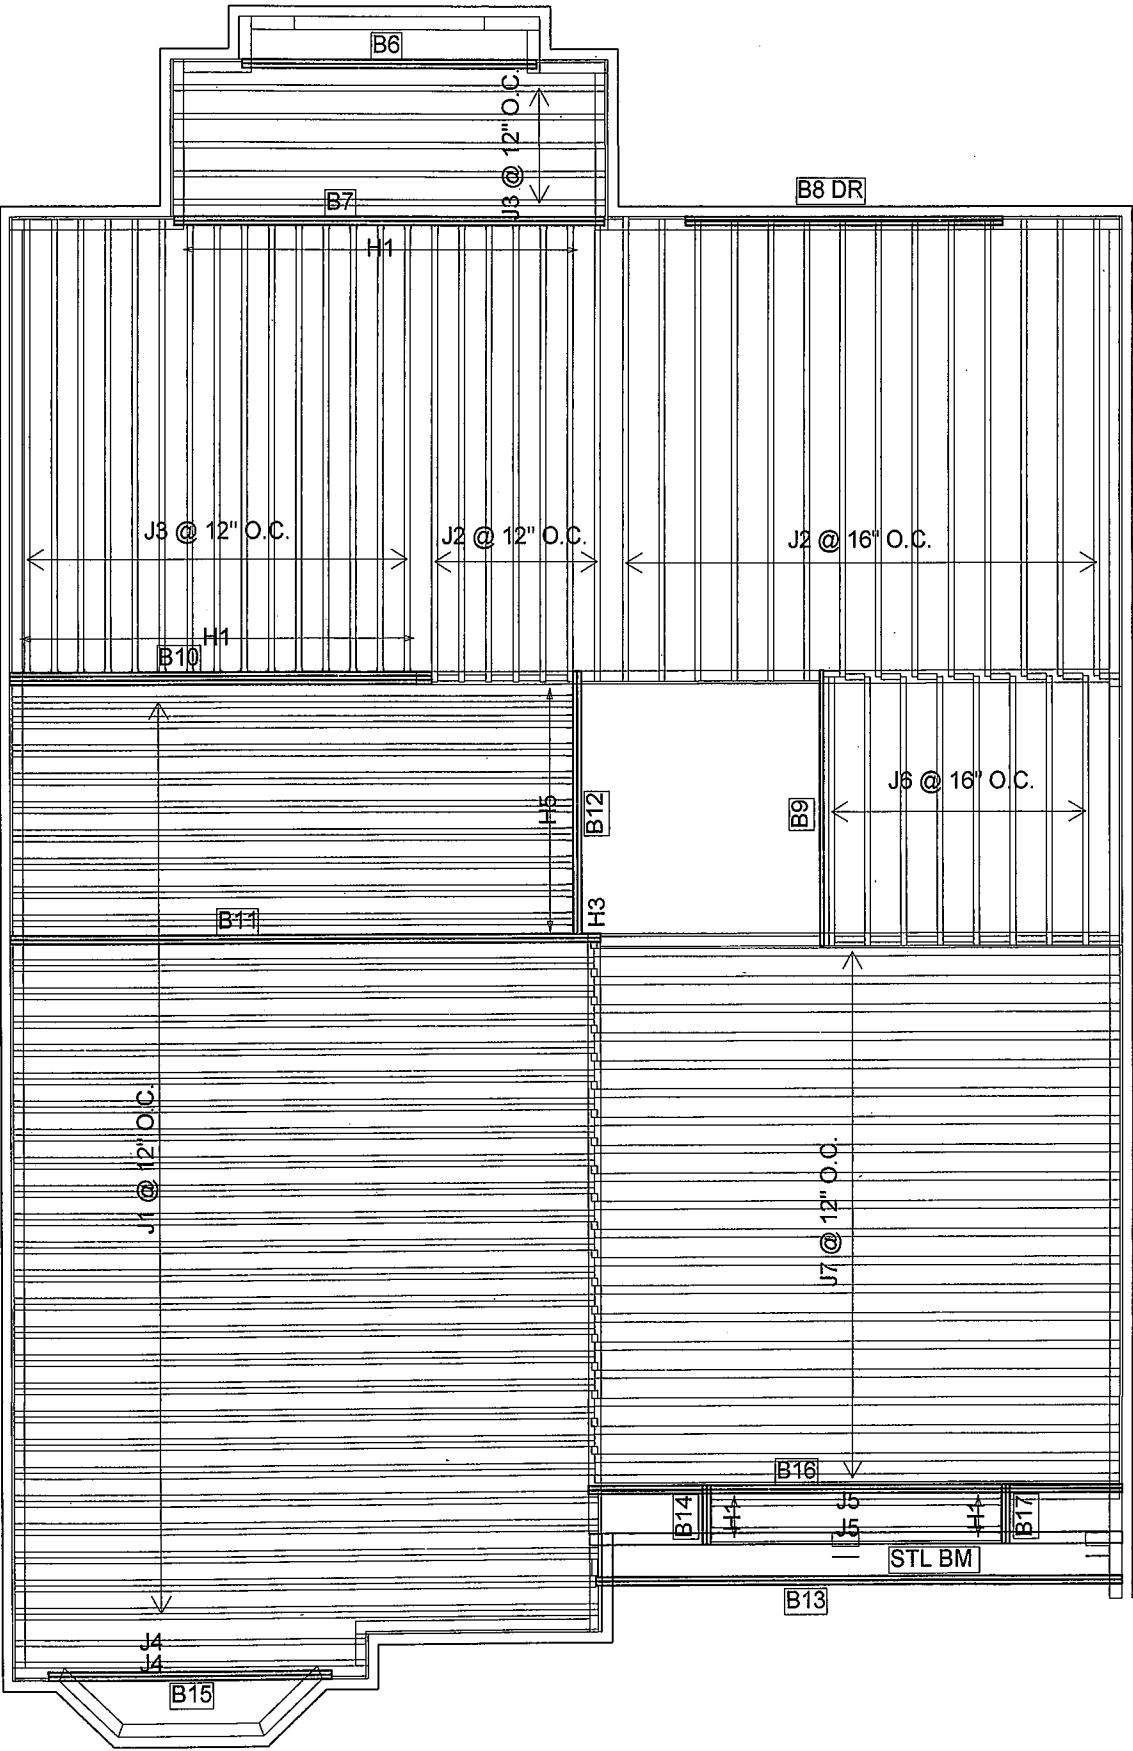 B6
J3 @ 12" O.C.
B7
B8 DR
H1
J3 @ 12" O.C.
J2 @ 12" O.C.
J2 @ 16" O.C.
H1
B10
J6 @ 16" O.C.
H5
B12
B9
B11
H3
J1 @ 12" O.C.
J7 @ 12" O.C.
B16
B14
H1
J5
J5
H1
B17
STL BM
B13
J4
J4
B15